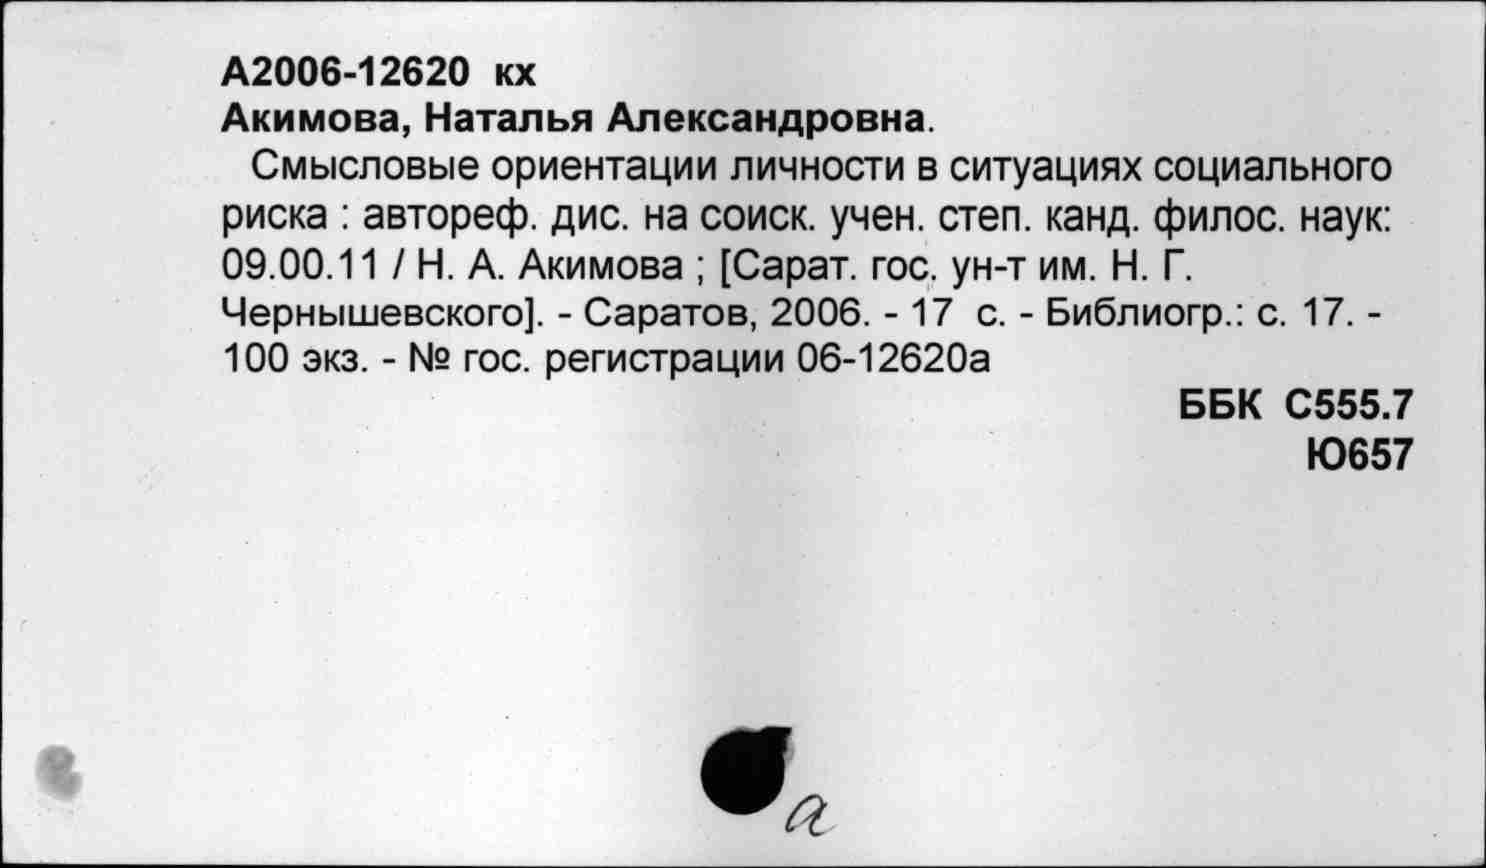 А2006-12620 кх
Акимова, Наталья Александровна.
Смысловые ориентации личности в ситуациях социального
риска : автореф. дис. на соиск. учен. степ. канд. филос. наук:
09.00.11 / Н. А. Акимова ; [Сарат. гос. ун-т им. Н. Г.
Чернышевского]. - Саратов, 2006. - 17 с. - Библиогр.: с. 17. -
100 экз. - № гос. регистрации 06-12620а
ББК С555.7
Ю657
а